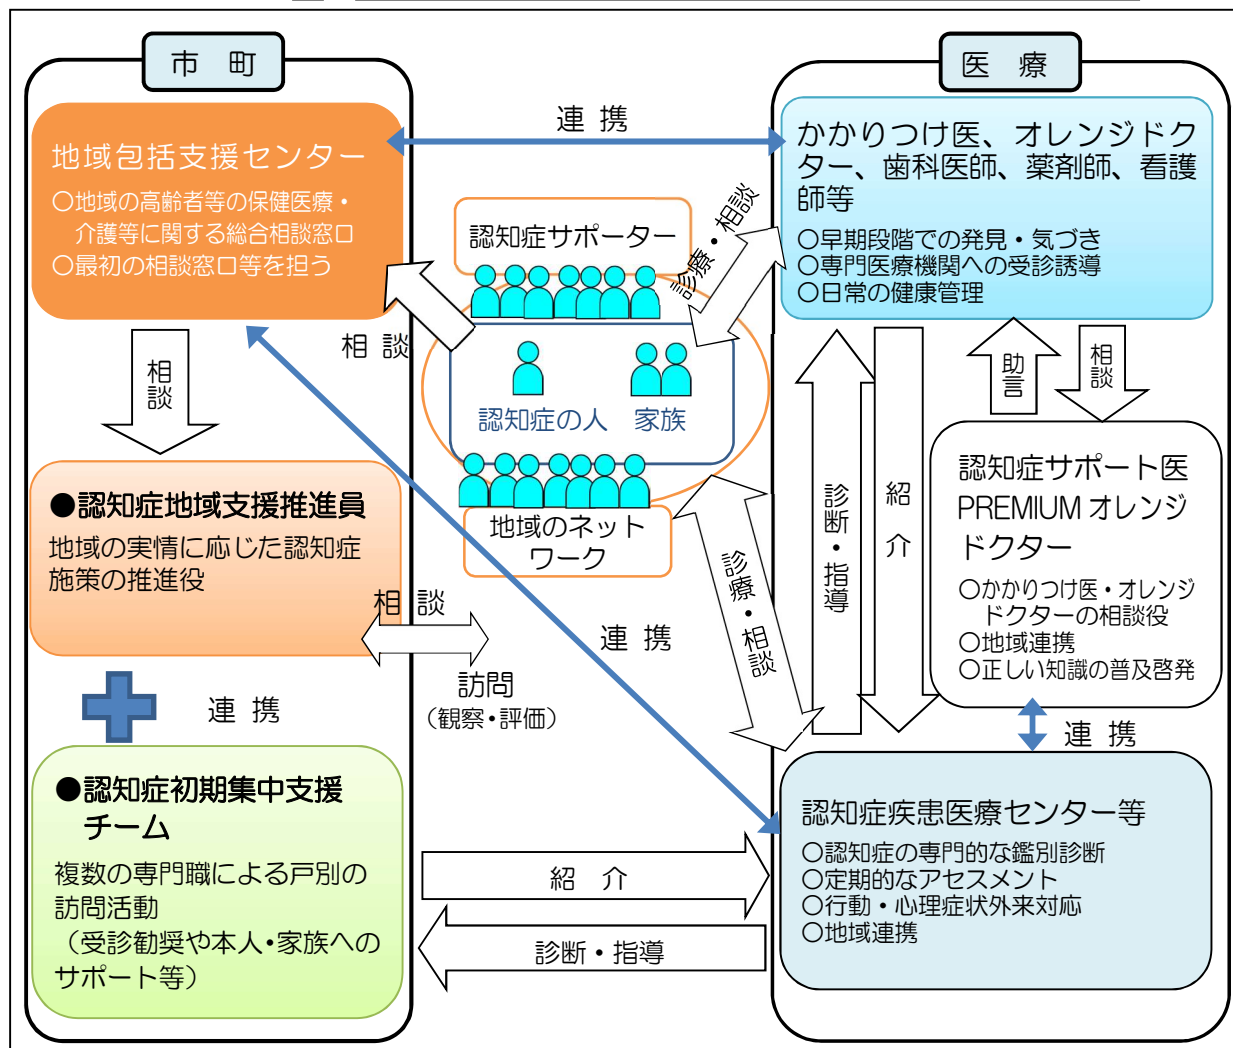 市 町
地域包括支援センター
○地域の高齢者等の保健医療・
介護等に関する総合相談窓口
○最初の相談窓口等を担う
相談
●認知症地域支援推進員
地域の実情に応じた認知症
施策の推進役
連 携
●認知症初期集中支援
チーム
複数の専門職による戸別の
訪問活動
（受診勧奨や本人・家族への
サポート等）
連 携
認知症サポーター
相 談
診療・相談
認知症の人 家族
地域のネット
ワーク
相 談
訪問
（観察・評価）
連 携
診療・相談
紹 介
診断・指導
医 療
かかりつけ医、オレンジドク
ター、歯科医師、薬剤師、看護
師等
○早期段階での発見・気づき
○専門医療機関への受診誘導
○日常の健康管理
診断・指導
紹介
助言
相談
認知症サポート医
PREMIUM オレンジ
ドクター
○かかりつけ医・オレンジ
ドクターの相談役
○地域連携
○正しい知識の普及啓発
連 携
認知症疾患医療センター等
○認知症の専門的な鑑別診断
○定期的なアセスメント
○行動・心理症状外来対応
○地域連携